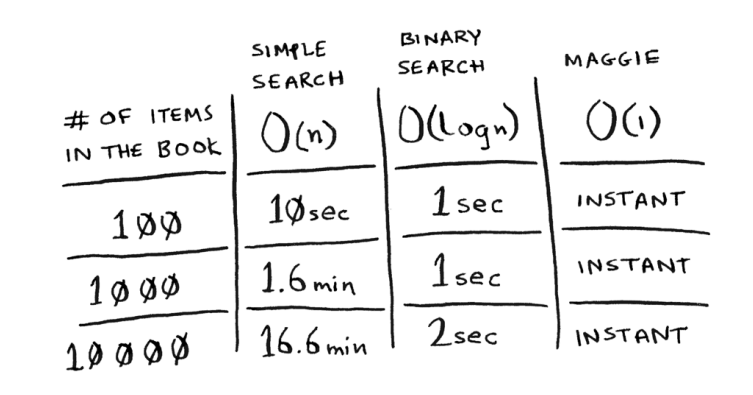 SIMPLE SEARCH
BINARY SEARCH
MAGGIE
# OF ITEMS IN THE BOOK
O(n)
O(logn)
O(1)
100
10sec
1sec
INSTANT
1000
1.6min
1sec
INSTANT
10000
16.6min
2sec
INSTANT